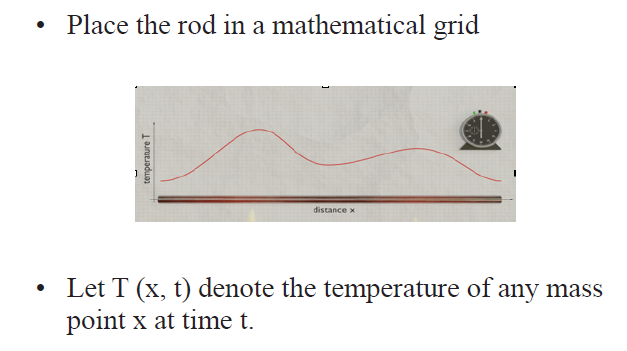 • Place the rod in a mathematical grid
temperature T
distance x
• Let T (x, t) denote the temperature of any mass
point x at time t.